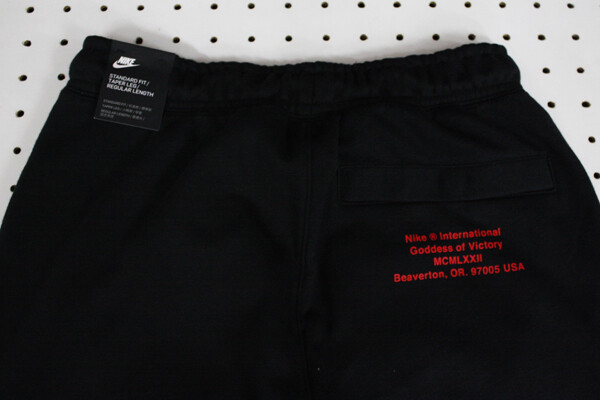 NIKE
STANDARD FIT/
TAPER LEG/
REGULAR LENGTH
Nike ® International
Goddess of Victory
MCMLXXII
Beaverton, OR. 97005 USA